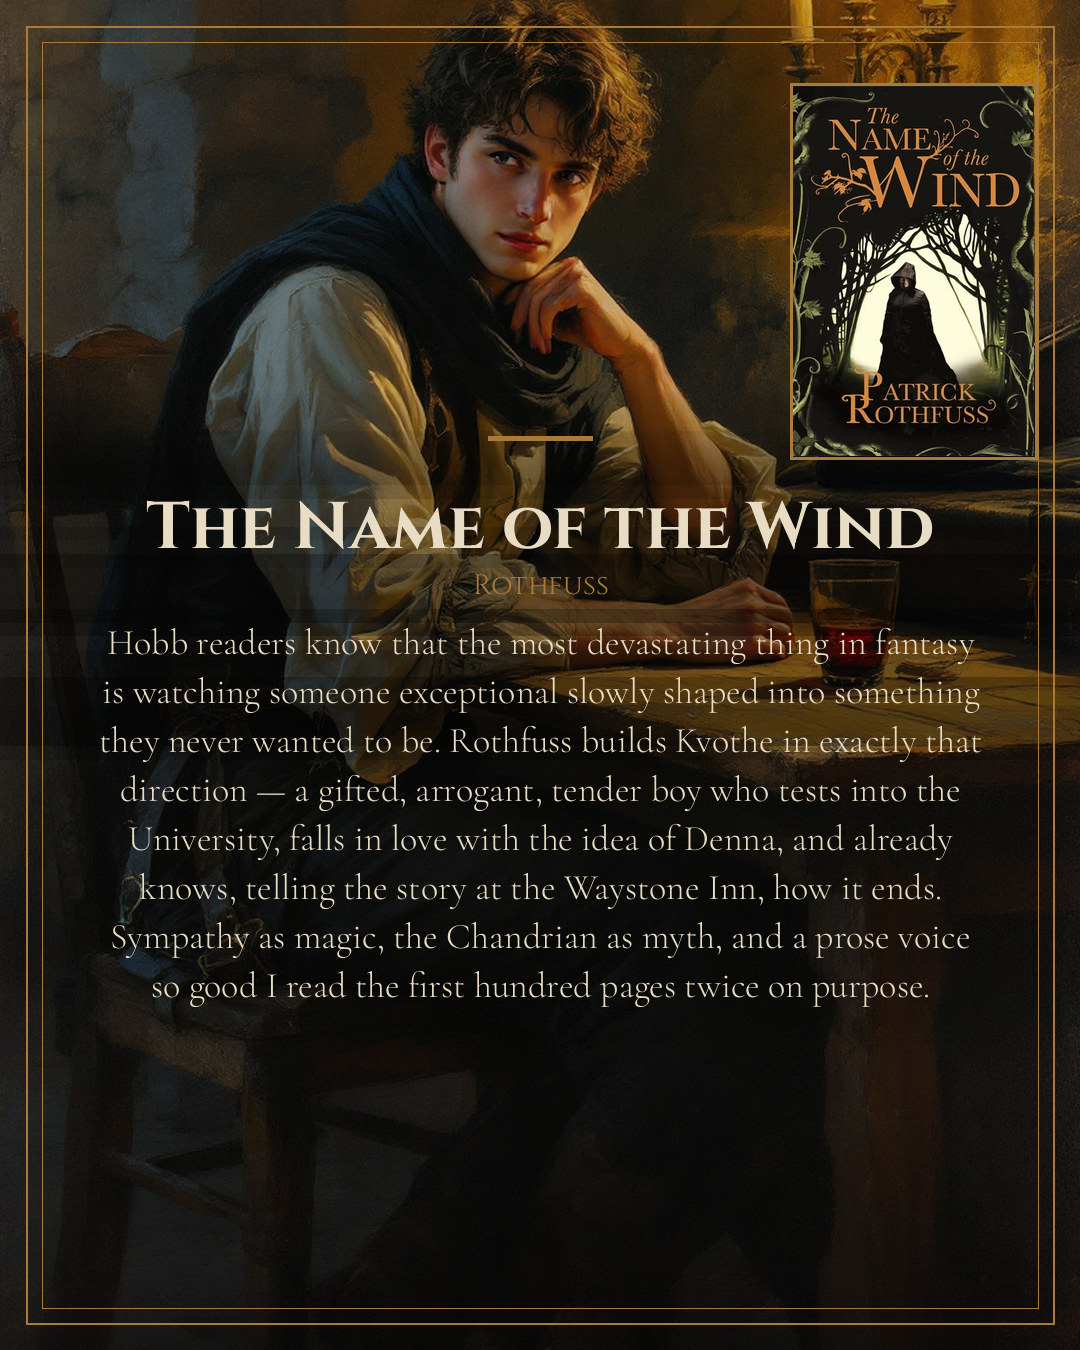 The
NAME
of the
WIND
PATRICK
ROTHFUSS
THE NAME OF THE WIND
ROTHFUSS
Hobb readers know that the most devastating thing in fantasy
is watching someone exceptional slowly shaped into something
they never wanted to be. Rothfuss builds Kvothe in exactly that
direction — a gifted, arrogant, tender boy who tests into the
University, falls in love with the idea of Denna, and already
knows, telling the story at the Waystone Inn, how it ends.
Sympathy as magic, the Chandrian as myth, and a prose voice
so good I read the first hundred pages twice on purpose.